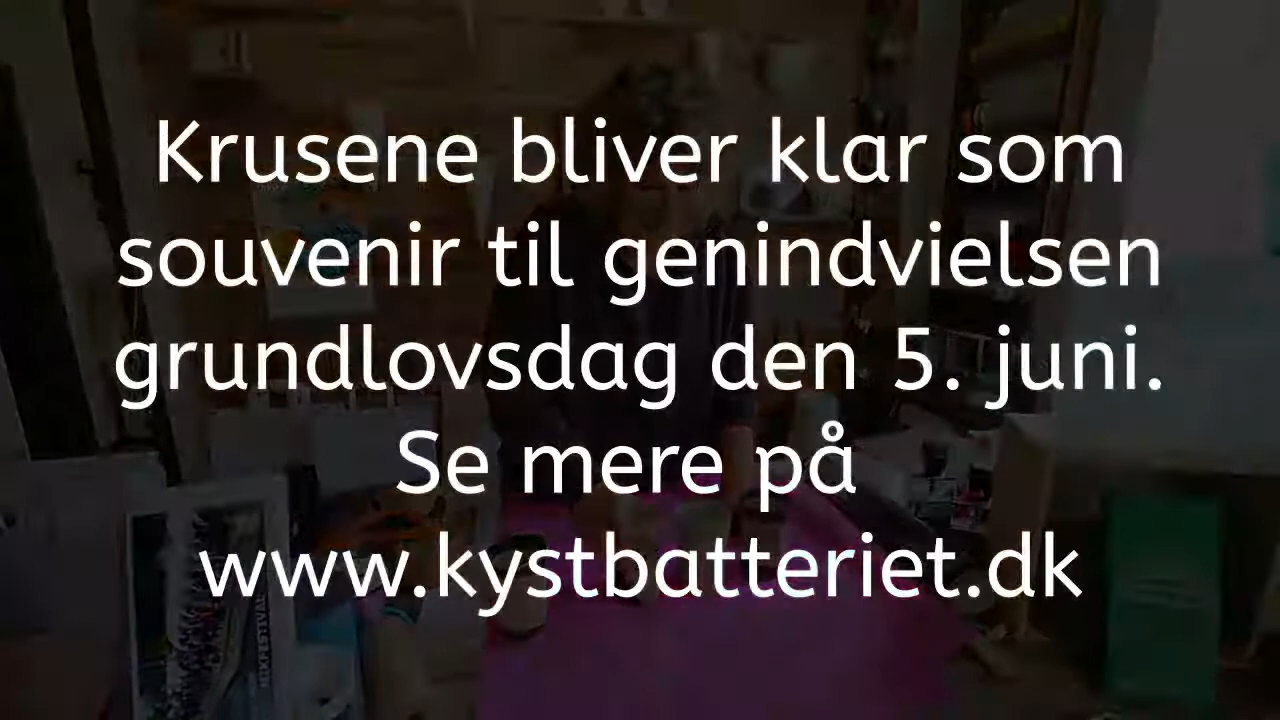 Krusene bliver klar som
souvenir til genindvielsen
grundlovsdag den 5. juni.
Se mere på
www.kystbatteriet.dk